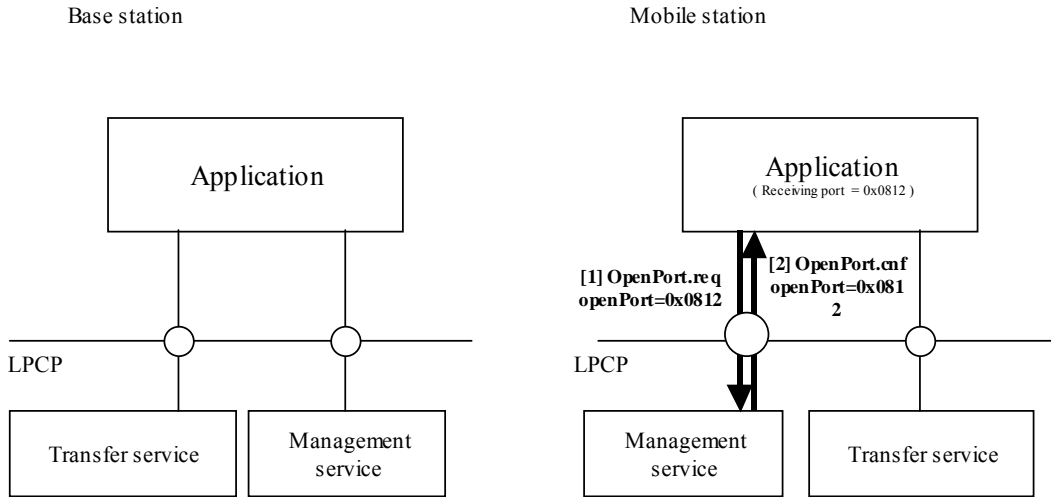 Base station
Mobile station
Application
Application
( Receiving port = 0x0812 )
[1] OpenPort.req
openPort=0x0812
[2] OpenPort.cnf
openPort=0x081
2
LPCP
LPCP
Transfer service
Management
service
Management
service
Transfer service